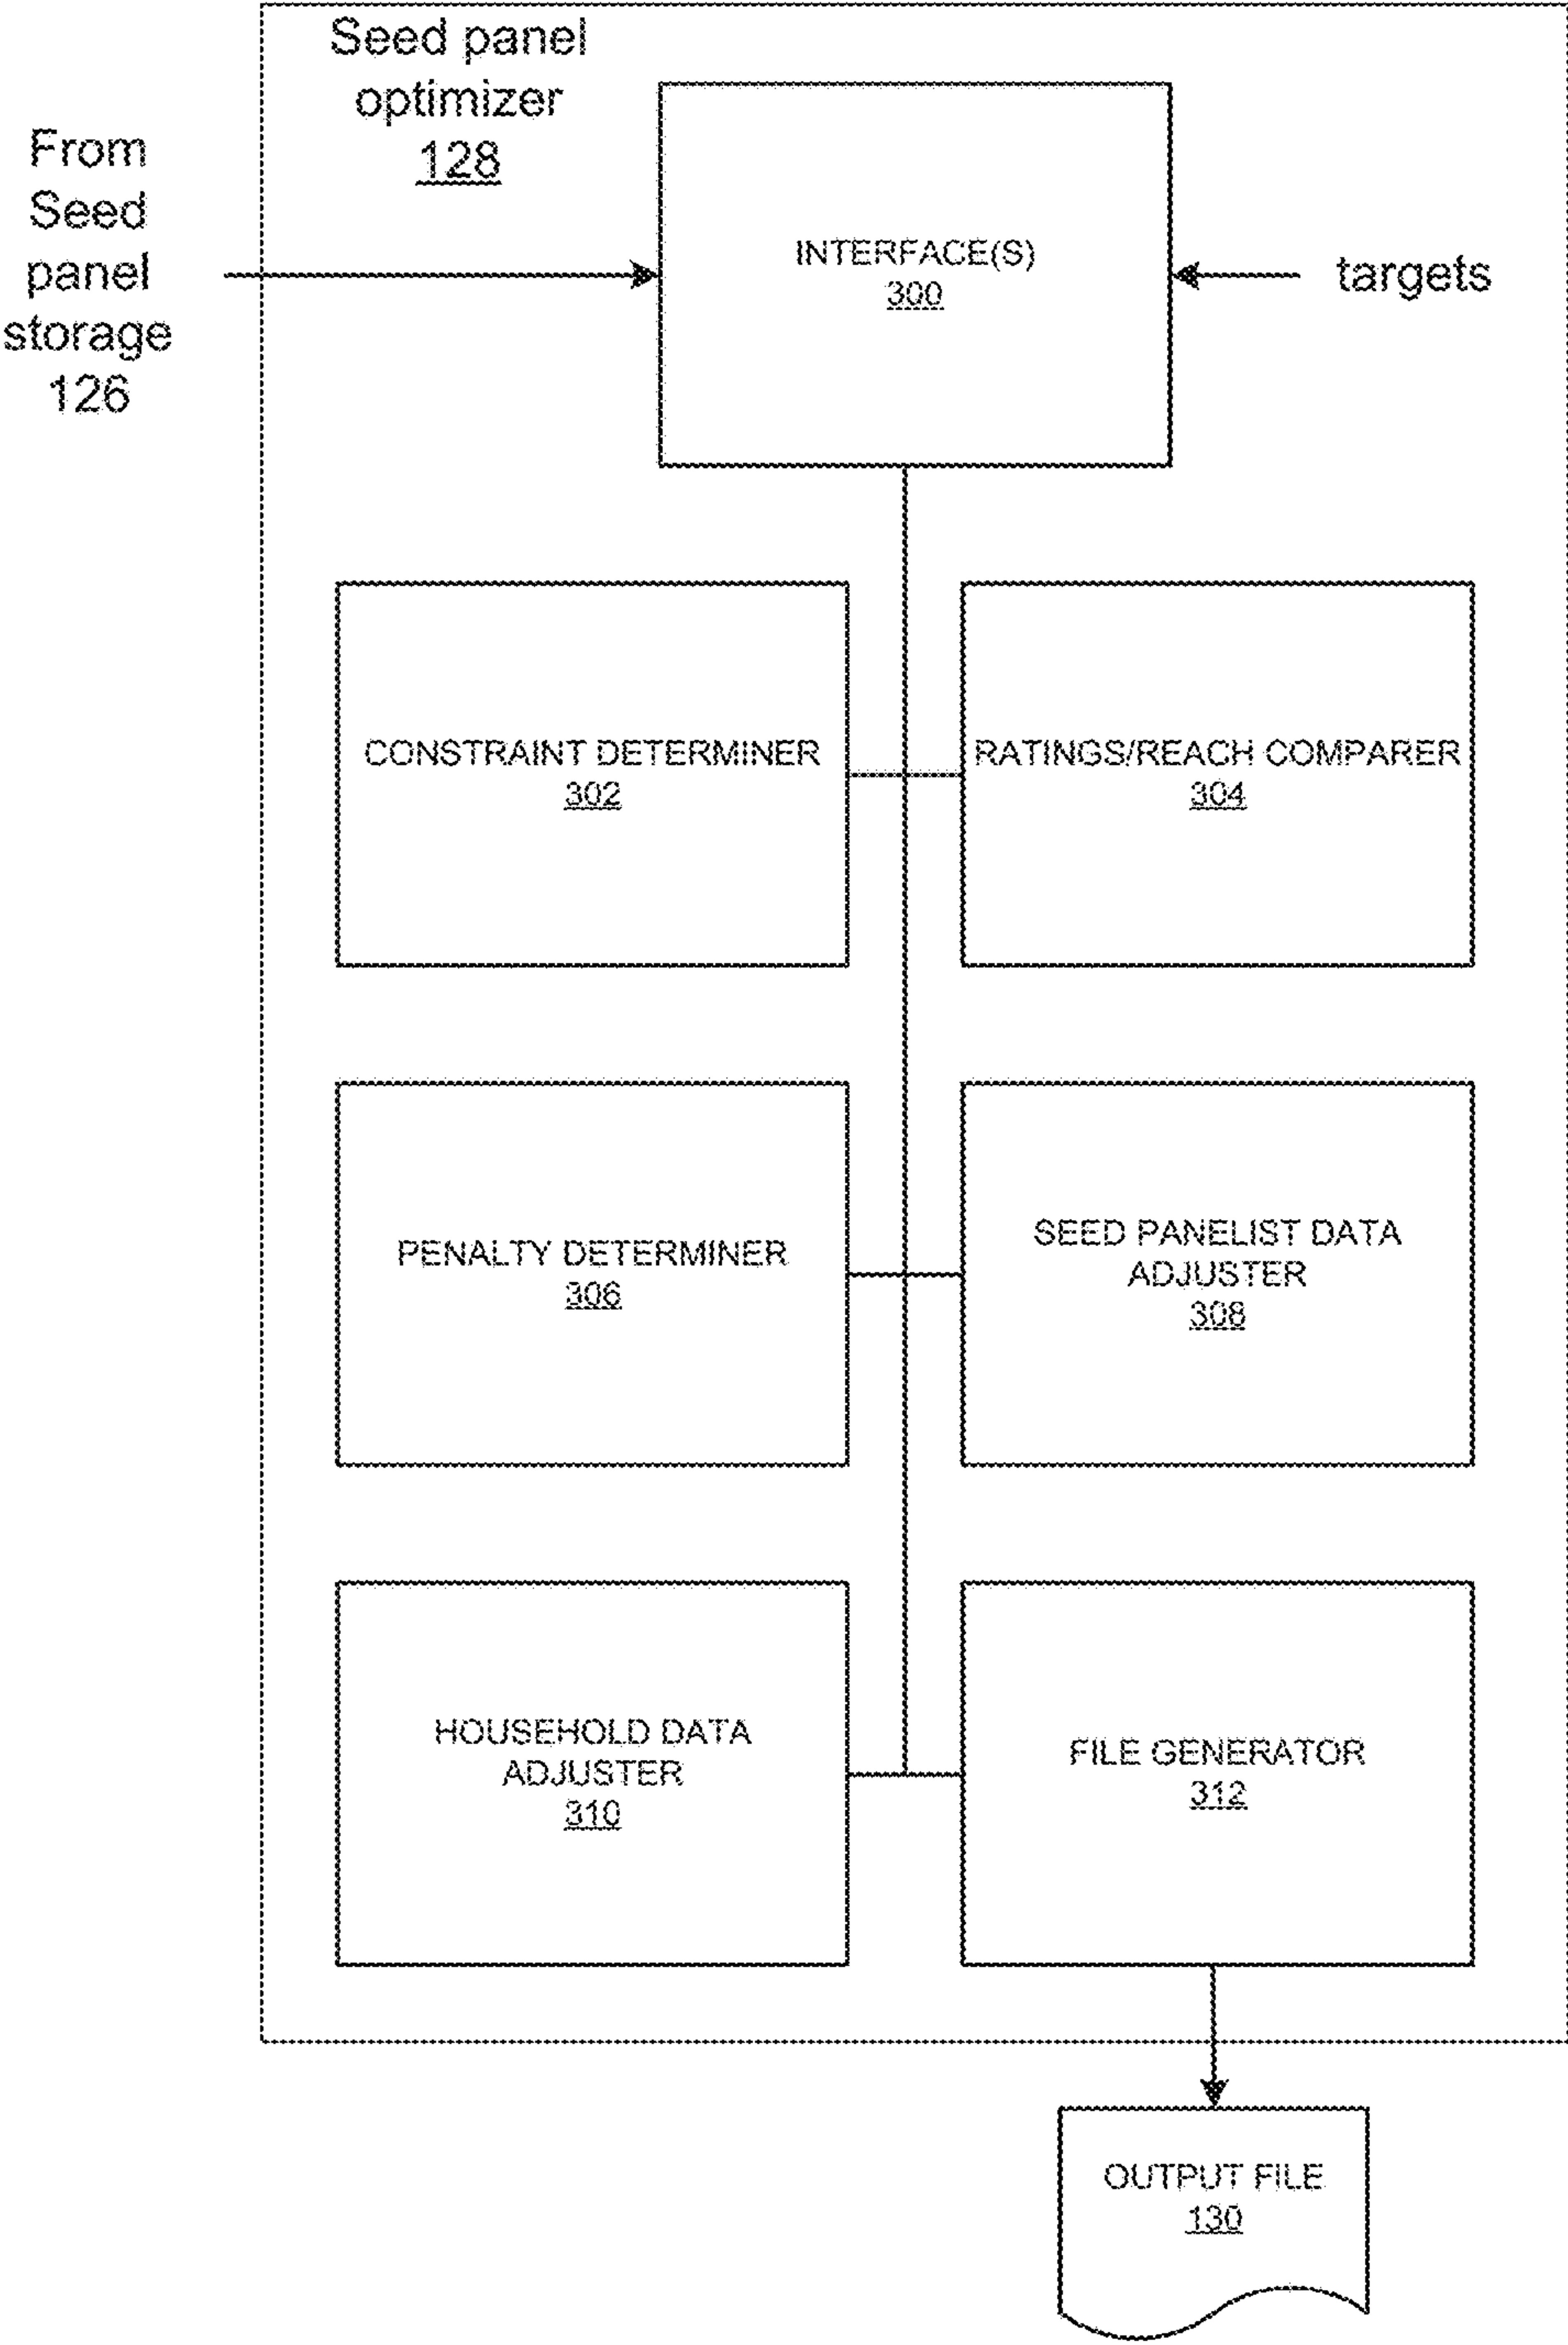 Seed panel
optimizer
128
From
Seed
panel
storage
126
INTERFACE(S)
300
targets
CONSTRAINT DETERMINER
302
RATINGS/REACH COMPARER
304
PENALTY DETERMINER
306
SEED PANELIST DATA
ADJUSTER
308
HOUSEHOLD DATA
ADJUSTER
310
FILE GENERATOR
312
OUTPUT FILE
130